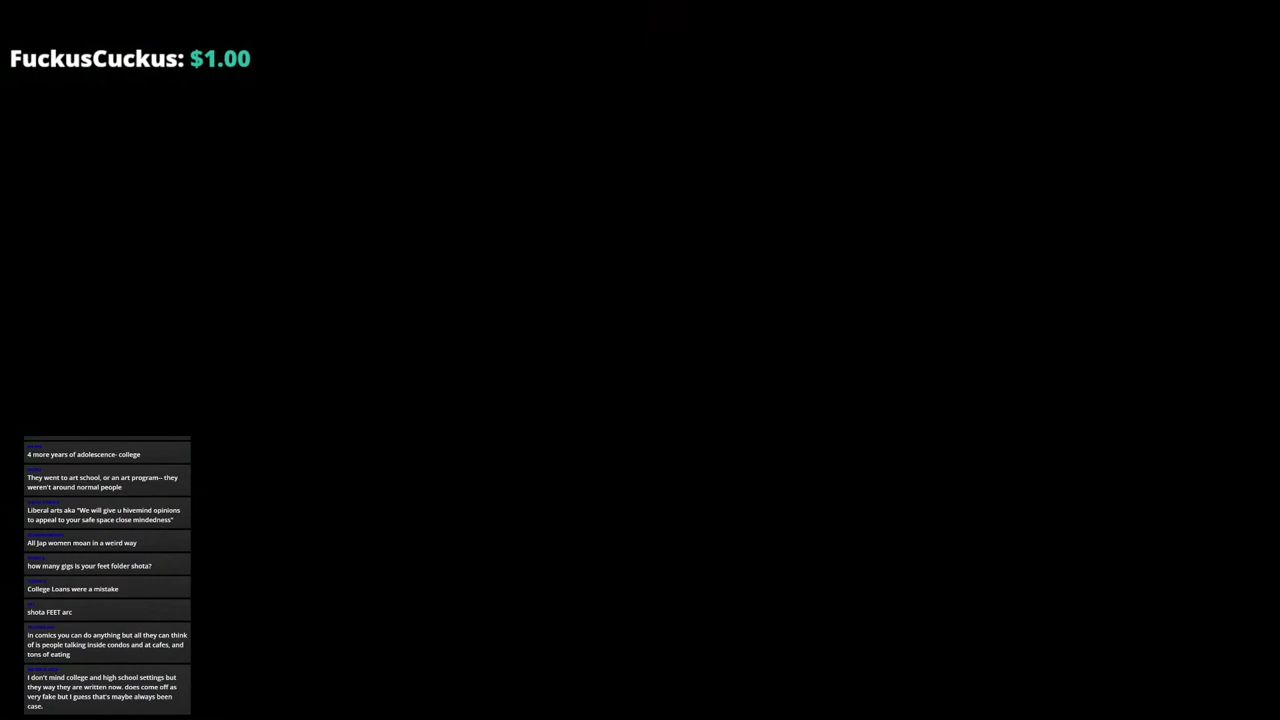 FuckusCuckus: $1.00
4 more years of adolescence- college
They went to art school, or an art program-- they
weren't around normal people
Liberal arts aka "We will give u hivemind opinions
to appeal to your safe space close mindedness"
All Jap women moan in a weird way
how many gigs is your feet folder shota?
College Loans were a mistake
shota FEET arc
in comics you can do anything but all they can think
of is people talking inside condos and at cafes, and
tons of eating
I don't mind college and high school settings but
they way they are written now. does come off as
very fake but I guess that's maybe always been
case.